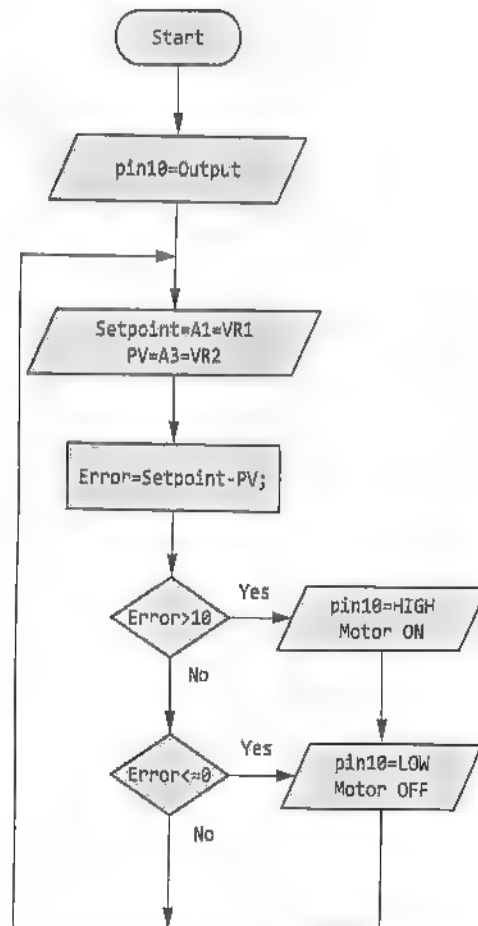 Start
pin10=Output
Setpoint=A1=VR1
PV=A3=VR2
Error=Setpoint-PV;
Error>10
Yes
pin10=HIGH
Motor ON
No
Error<=0
Yes
pin10=LOW
Motor OFF
No